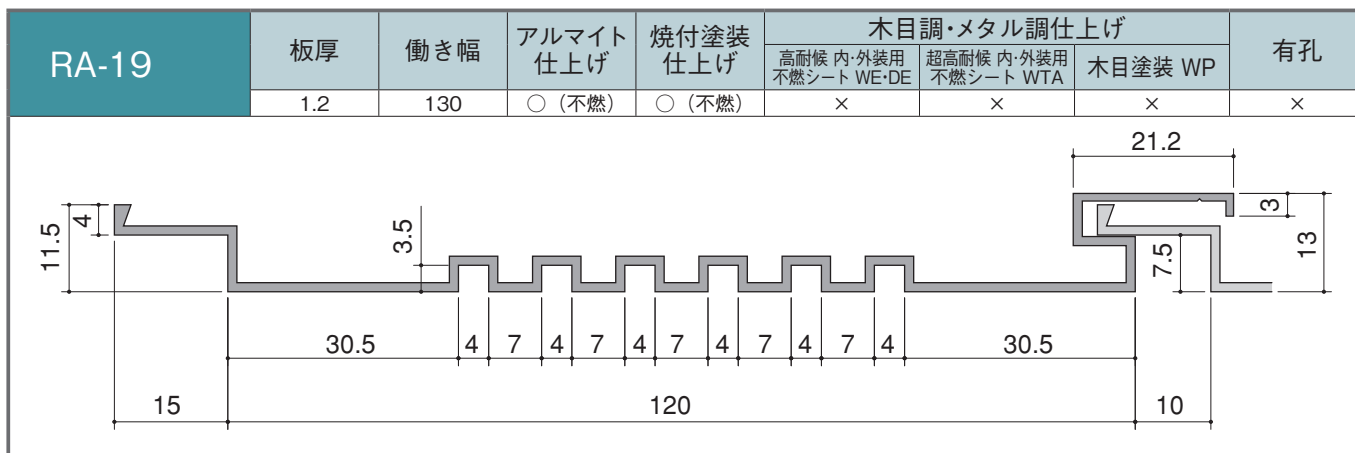 RA-19
板厚
働き幅
アルマイト
仕上げ
焼付塗装
仕上げ
木目調・メタル調仕上げ
高耐候 内・外装用
不燃シート WE・DE
超高耐候 内・外装用
不燃シート WTA
木目塗装 WP
有孔
1.2
130
○（不燃）
○（不燃）
×
×
×
×
21.2
11.5
4
3.5
3
13
7.5
30.5
4
7
4
7
4
7
4
7
4
7
4
30.5
15
120
10